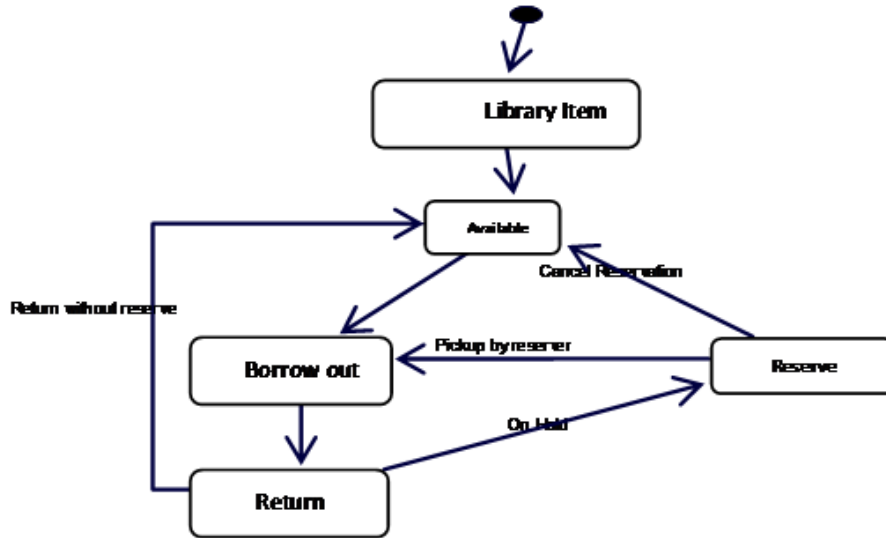 Library Item
Available
Cancel Reservation
Return without reserve
Pickup by reserver
Borrow out
Reserve
On Hold
Return